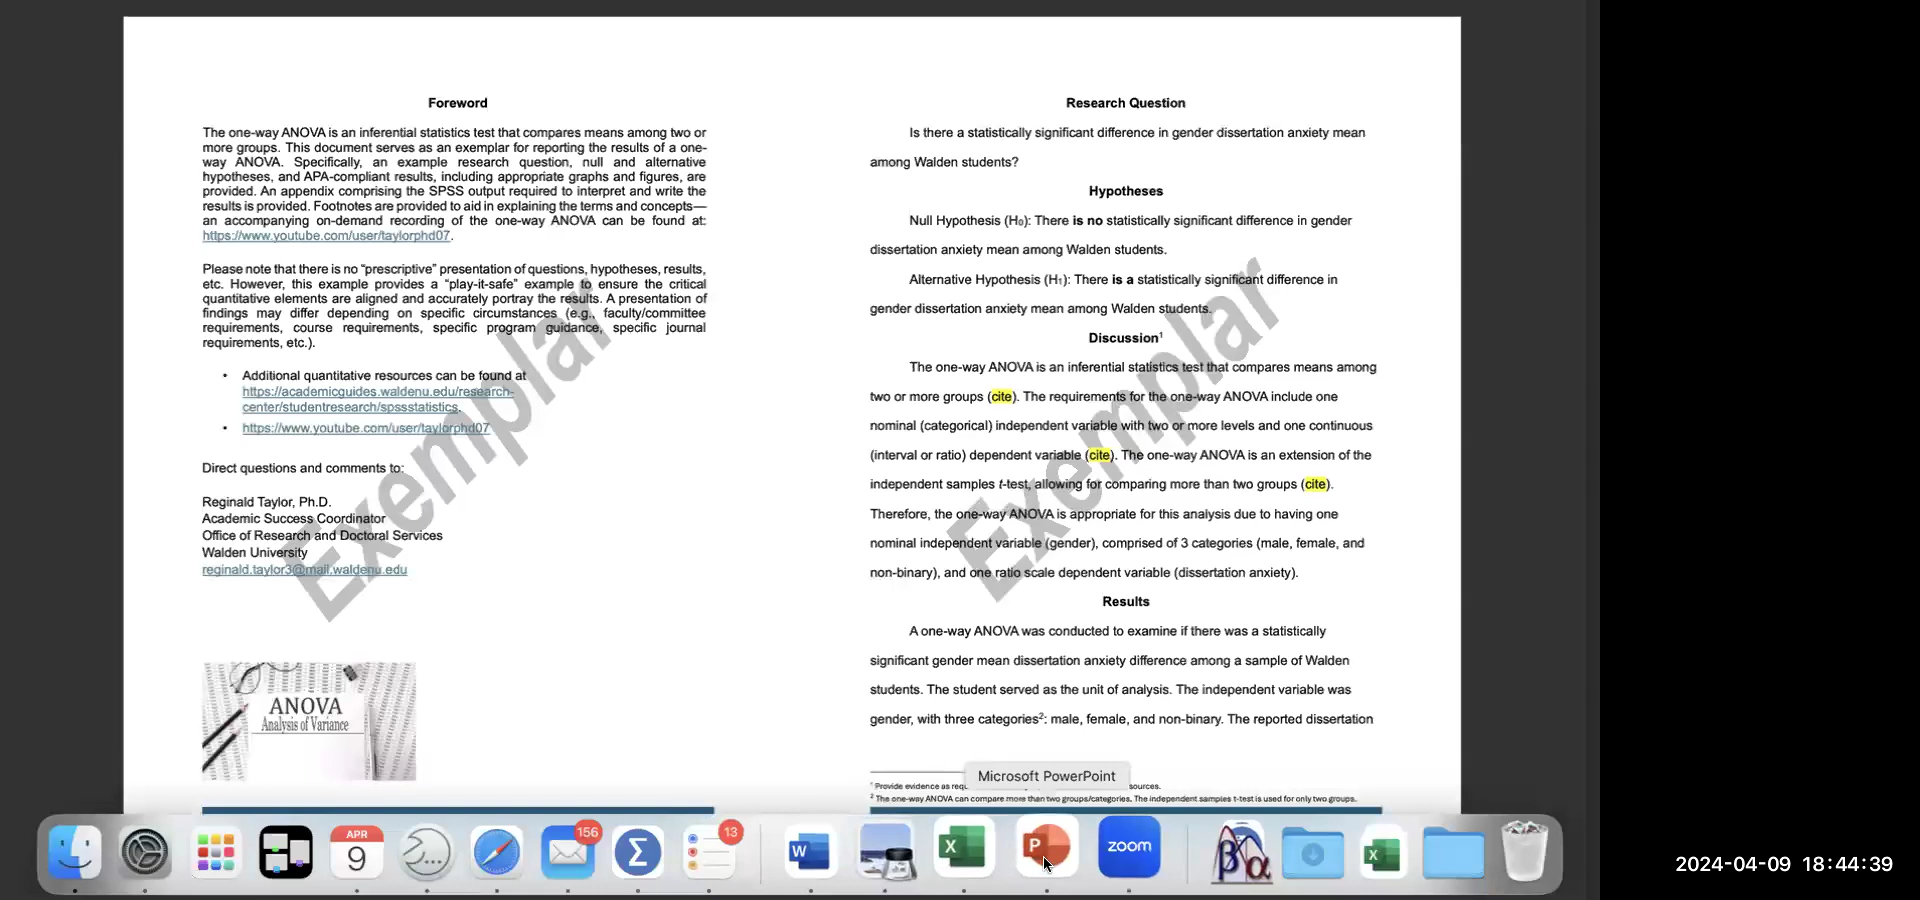 Foreword
The one-way ANOVA is an inferential statistics test that compares means among two or
more groups. This document serves as an exemplar for reporting the results of a one-
way ANOVA. Specifically, an example research question, null and alternative
hypotheses, and APA-compliant results, including appropriate graphs and figures, are
provided. An appendix comprising the SPSS output required to interpret and write the
results is provided. Footnotes are provided to aid in explaining the terms and concepts—
an accompanying on-demand recording of the one-way ANOVA can be found at:
https://www.youtube.com/user/taylorphd07.
Please note that there is no “prescriptive” presentation of questions, hypotheses, results,
etc. However, this example provides a “play-it-safe” example to ensure the critical
quantitative elements are aligned and accurately portray the results. A presentation of
findings may differ depending on specific circumstances (e.g., faculty/committee
requirements, course requirements, specific program guidance, specific journal
requirements, etc.).
• Additional quantitative resources can be found at
https://academicguides.waldenu.edu/research-
center/studentresearch/spssstatistics.
• https://www.youtube.com/user/taylorphd07
Direct questions and comments to:
Reginald Taylor, Ph.D.
Academic Success Coordinator
Office of Research and Doctoral Services
Walden University
reginald.taylor3@mail.waldenu.edu
Exemplar
ANOVA
Analysis of Variance
Research Question
Is there a statistically significant difference in gender dissertation anxiety mean
among Walden students?
Hypotheses
Null Hypothesis (H₀): There is no statistically significant difference in gender
dissertation anxiety mean among Walden students.
Alternative Hypothesis (H₁): There is a statistically significant difference in
gender dissertation anxiety mean among Walden students.
Discussion¹
The one-way ANOVA is an inferential statistics test that compares means among
two or more groups (cite). The requirements for the one-way ANOVA include one
nominal (categorical) independent variable with two or more levels and one continuous
(interval or ratio) dependent variable (cite). The one-way ANOVA is an extension of the
independent samples t-test, allowing for comparing more than two groups (cite).
Therefore, the one-way ANOVA is appropriate for this analysis due to having one
nominal independent variable (gender), comprised of 3 categories (male, female, and
non-binary), and one ratio scale dependent variable (dissertation anxiety).
Results
A one-way ANOVA was conducted to examine if there was a statistically
significant gender mean dissertation anxiety difference among a sample of Walden
students. The student served as the unit of analysis. The independent variable was
gender, with three categories²: male, female, and non-binary. The reported dissertation
Exemplar
¹ Provide evidence as sources.
² The one-way ANOVA can compare more than two groups/categories. The independent samples t-test is used for only two groups.
Microsoft PowerPoint
APR
9
156
Σ
13
W
X
P
zoom
β α
X
2024-04-09 18:44:39